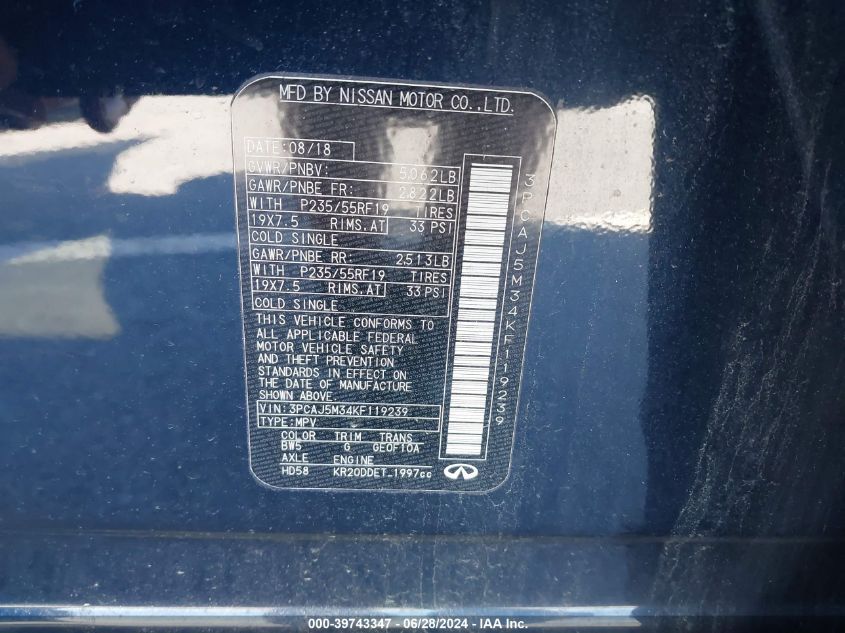 MFD BY NISSAN MOTOR CO.,LTD.
DATE:08/18
GVWR/PNBV: 5,062LB
GAWR/PNBE FR: 2,822LB
WITH P235/55RF19 TIRES
19X7.5 RIMS.AT 33 PSI
COLD SINGLE
GAWR/PNBE RR: 2,513LB
WITH P235/55RF19 TIRES
19X7.5 RIMS.AT 33 PSI
COLD SINGLE
THIS VEHICLE CONFORMS TO
ALL APPLICABLE FEDERAL
MOTOR VEHICLE SAFETY
AND THEFT PREVENTION
STANDARDS IN EFFECT ON
THE DATE OF MANUFACTURE
SHOWN ABOVE.
VIN:3PCAJ5M34KF119239
TYPE:MPV
COLOR TRIM TRANS
BW5 G GE0F10A
AXLE ENGINE
HD58 KR20DDET_1997cc
3PCAJ5M34KF119239
000-39743347 - 06/28/2024 - IAA Inc.